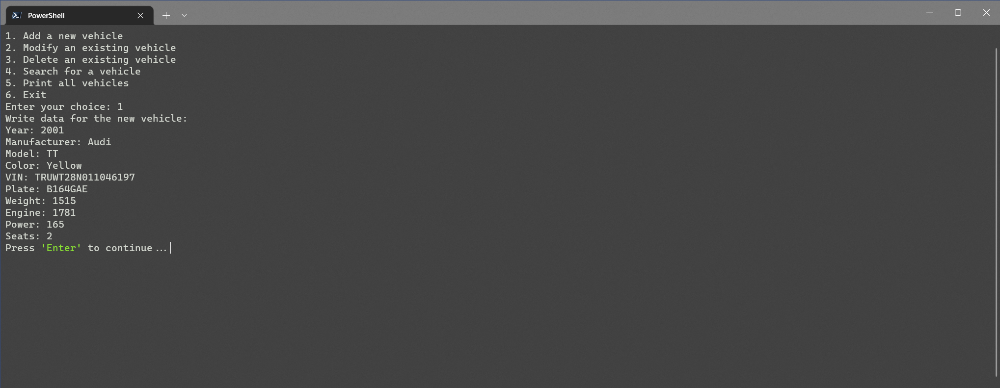 PowerShell
1. Add a new vehicle
2. Modify an existing vehicle
3. Delete an existing vehicle
4. Search for a vehicle
5. Print all vehicles
6. Exit
Enter your choice: 1
Write data for the new vehicle:
Year: 2001
Manufacturer: Audi
Model: TT
Color: Yellow
VIN: TRUWT28N011046197
Plate: B164GAE
Weight: 1515
Engine: 1781
Power: 165
Seats: 2
Press 'Enter' to continue...